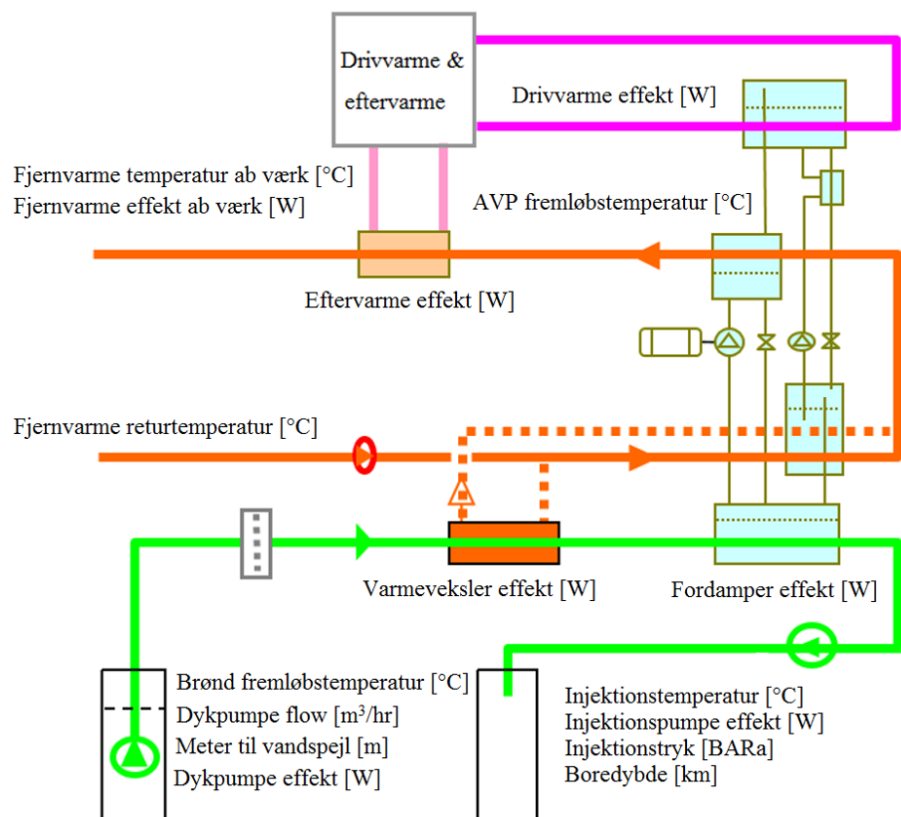 Drivvarme &
eftervarme
Drivvarme effekt [W]
Fjernvarme temperatur ab værk [°C]
Fjernvarme effekt ab værk [W]
AVP fremløbstemperatur [°C]
Eftervarme effekt [W]
Fjernvarme returtemperatur [°C]
Varmeveksler effekt [W]
Fordamper effekt [W]
Brønd fremløbstemperatur [°C]
Dykpumpe flow [m³/hr]
Meter til vandspejl [m]
Dykpumpe effekt [W]
Injektionstemperatur [°C]
Injektionspumpe effekt [W]
Injektionstryk [BARa]
Boredybde [km]